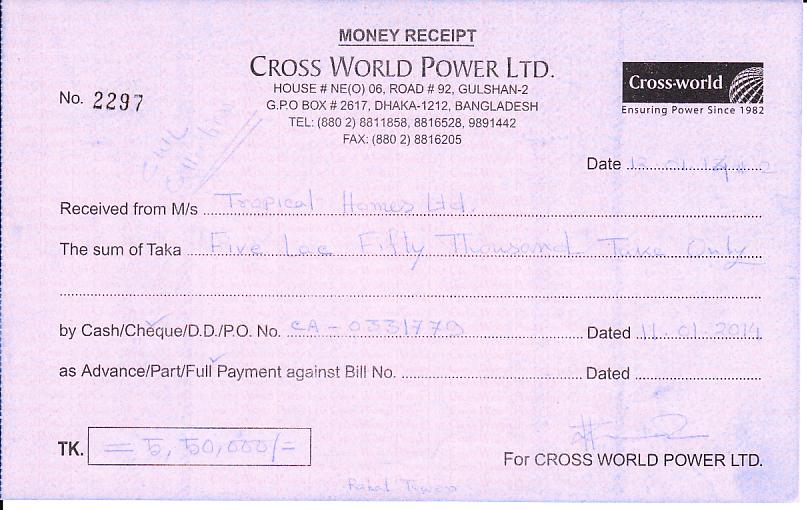 MONEY RECEIPT
CROSS WORLD POWER LTD.
HOUSE # NE(O) 06, ROAD # 92, GULSHAN-2
G.P.O BOX # 2617, DHAKA-1212, BANGLADESH
TEL: (880 2) 8811858, 8816528, 9891442
FAX: (880 2) 8816205
Cross-world
Ensuring Power Since 1982
No. 2297
Date
Received from M/s Tropical Homes Ltd.
The sum of Taka Five Lac Fifty Thousand Only
by Cash/Cheque/D.D./P.O. No. CA-0331779 Dated 11.01.2014
as Advance/Part/Full Payment against Bill No. Dated
TK. =5,50,000/=
For CROSS WORLD POWER LTD.